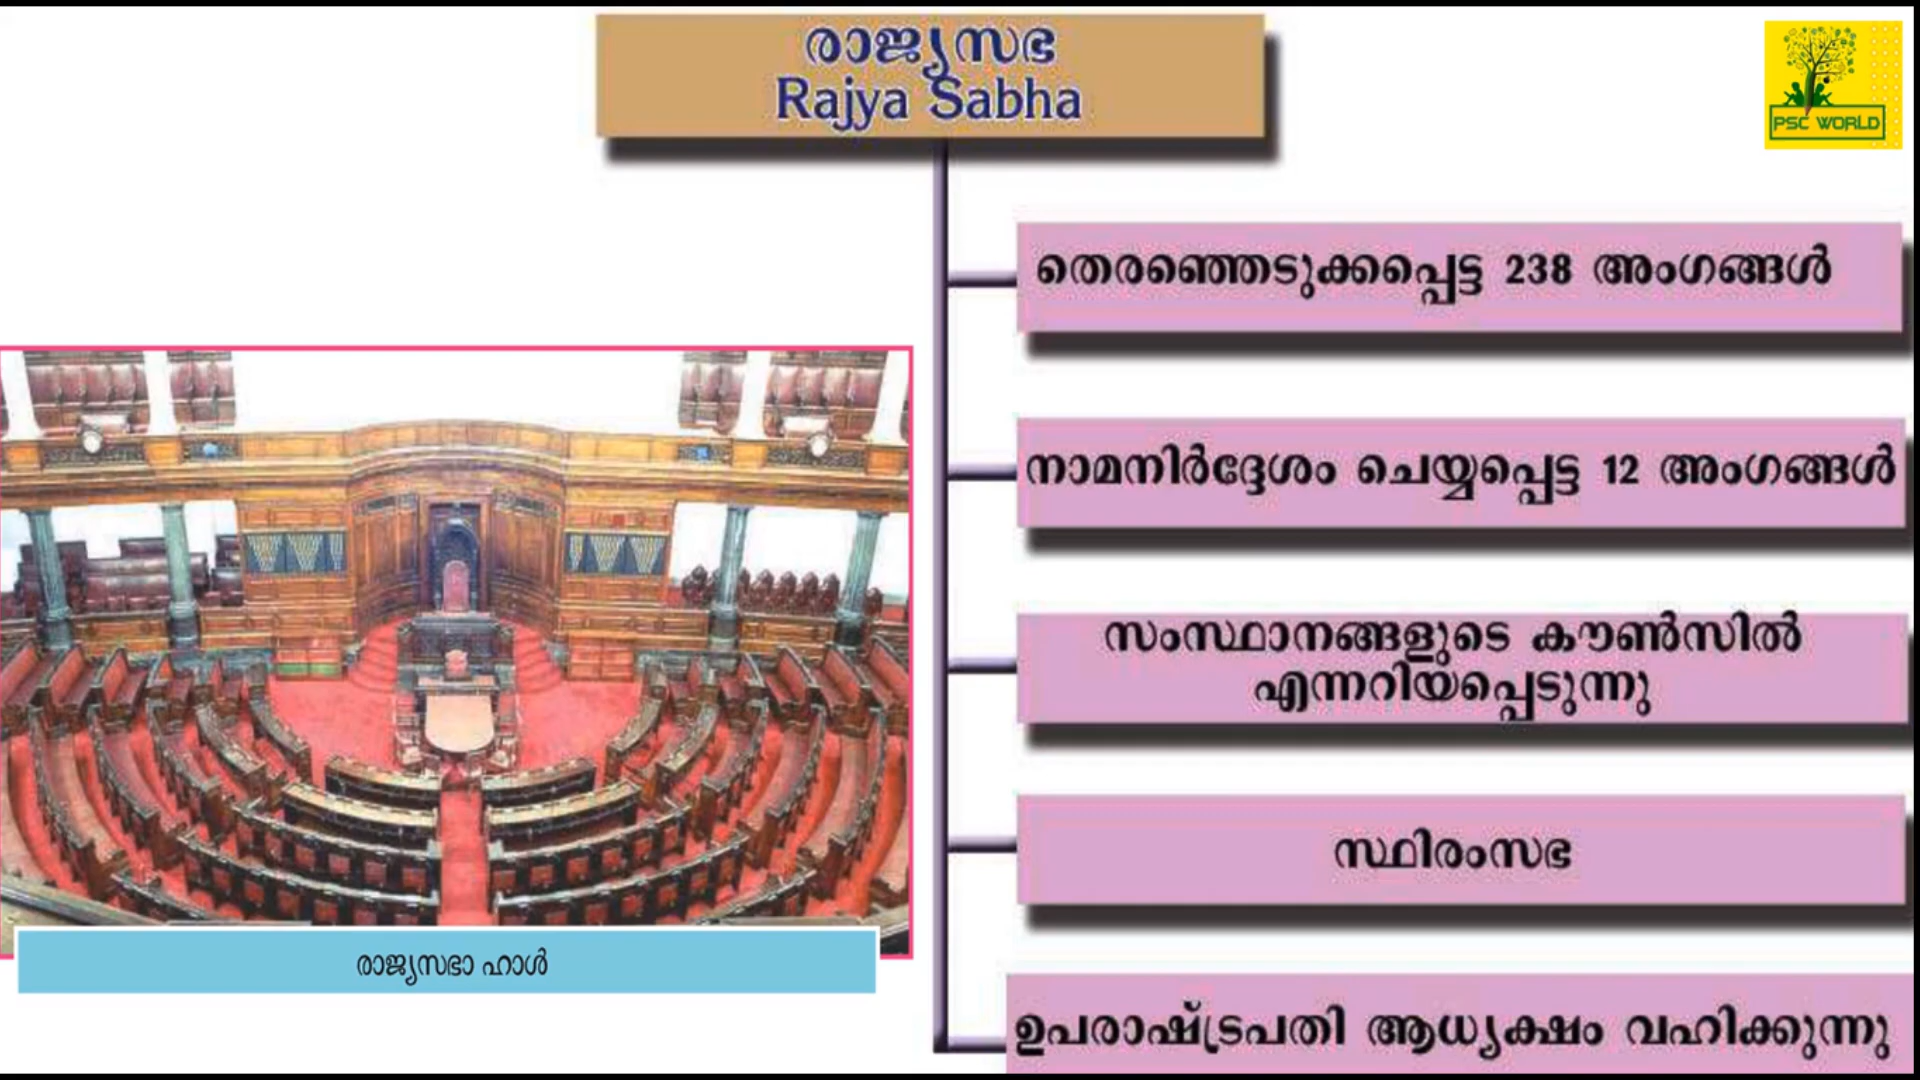 രാജ്യസഭ
Rajya Sabha
PSC WORLD
തെരഞ്ഞെടുക്കപ്പെട്ട 238 അംഗങ്ങൾ
നാമനിർദ്ദേശം ചെയ്യപ്പെട്ട 12 അംഗങ്ങൾ
സംസ്ഥാനങ്ങളുടെ കൗൺസിൽ
എന്നറിയപ്പെടുന്നു
സ്ഥിരംസഭ
ഉപരാഷ്ട്രപതി ആധ്യക്ഷം വഹിക്കുന്നു
രാജ്യസഭാ ഹാൾ